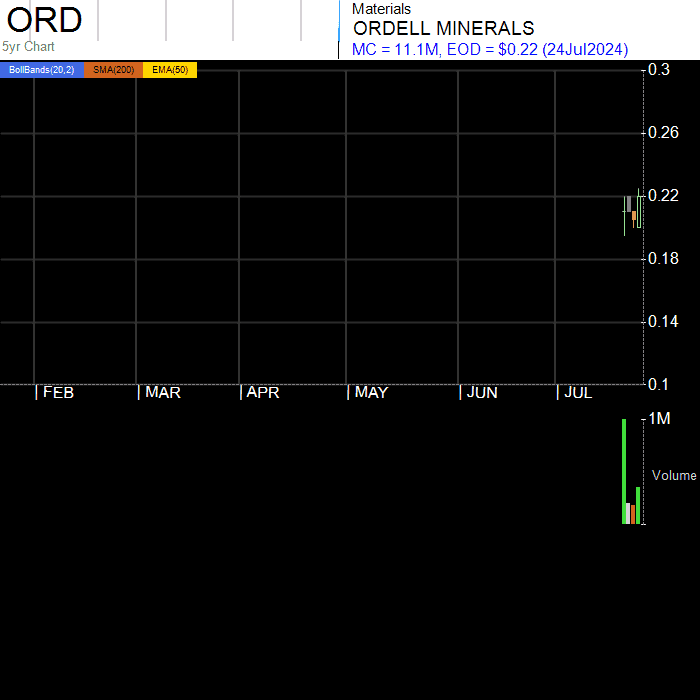 ORD
5yr Chart
Materials
ORDELL MINERALS
MC = 11.1M, EOD = $0.22 (24Jul2024)
BollBands(20,2) SMA(200) EMA(50)
0.3
0.26
0.22
0.18
0.14
0.1
| FEB | MAR | APR | MAY | JUN | JUL
1M
Volume